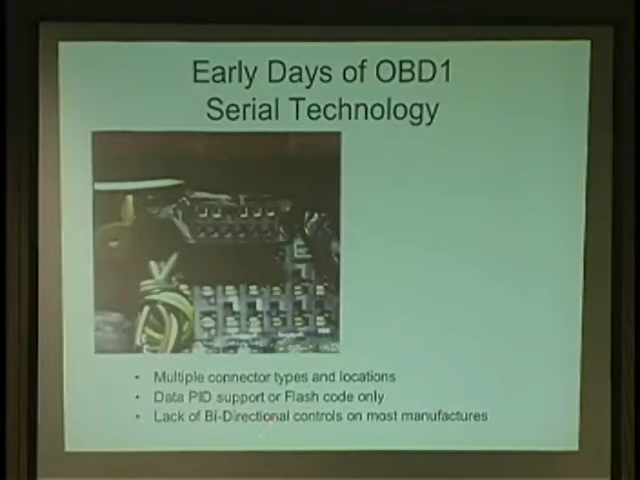 Early Days of OBD1
Serial Technology
• Multiple connector types and locations
• Data PID support or Flash code only
• Lack of Bi-Directional controls on most manufactures